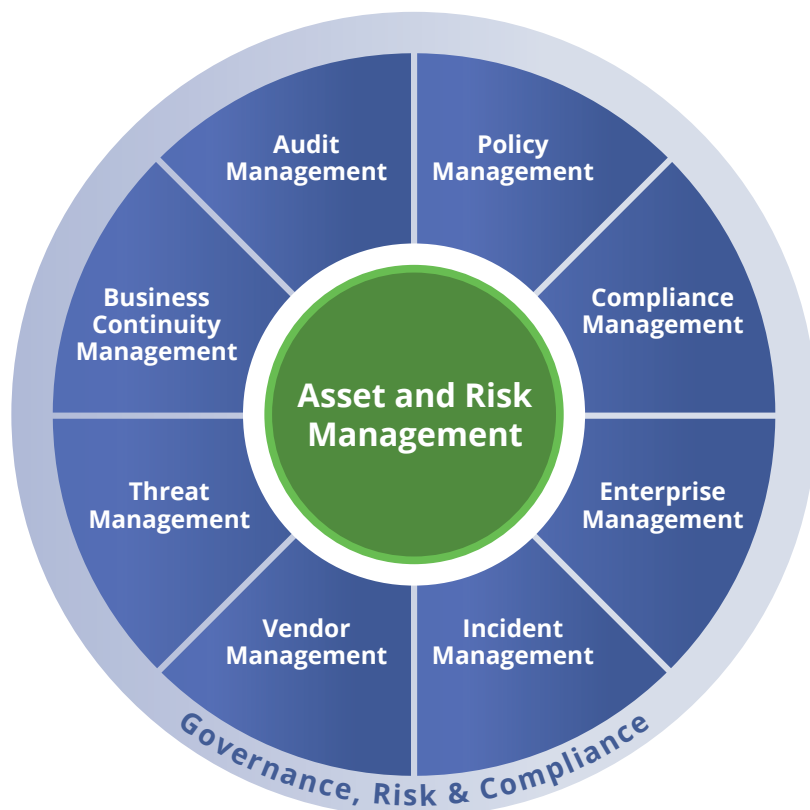 Audit
Management
Policy
Management
Business
Continuity
Management
Compliance
Management
Asset and Risk
Management
Threat
Management
Enterprise
Management
Vendor
Management
Incident
Management
Governance, Risk & Compliance